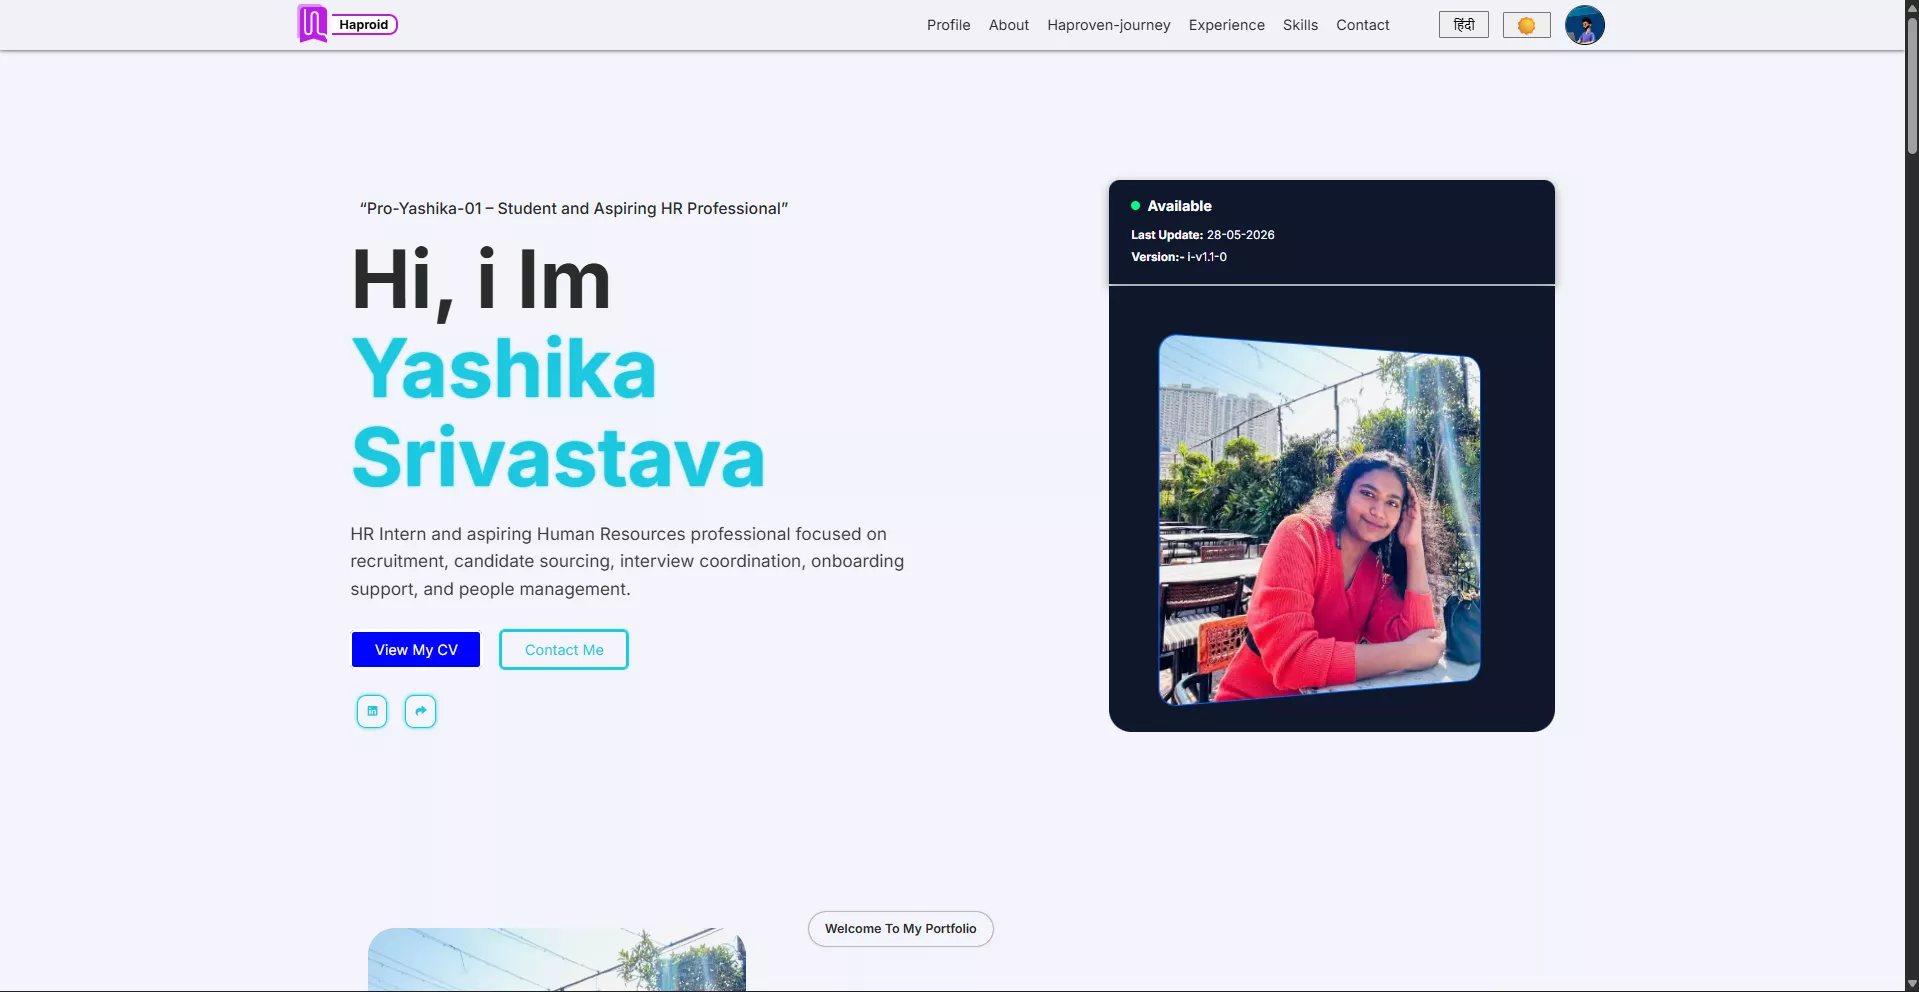 Haproid
Profile About Haproven-journey Experience Skills Contact हिंदी
“Pro-Yashika-01 – Student and Aspiring HR Professional”
Hi, i Im
Yashika
Srivastava
HR Intern and aspiring Human Resources professional focused on
recruitment, candidate sourcing, interview coordination, onboarding
support, and people management.
View My CV Contact Me
Available
Last Update: 28-05-2026
Version:- i-v1.1-0
Welcome To My Portfolio